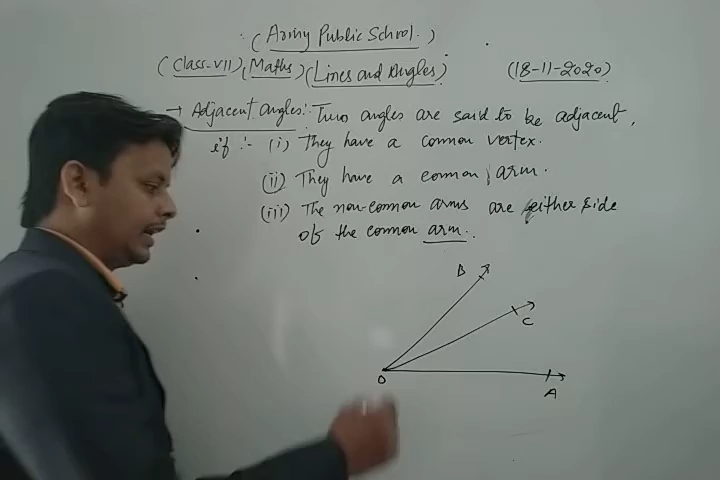 (Army Public School.)
(Class-VII) (Maths) (Lines and Angles) (18-11-2020)
→ Adjacent angles:- Two angles are said to be adjacent,
if :- (i) They have a common vertex.
(ii) They have a common arm.
(iii) The non-common arms are either side
of the common arm.
B
C
O
A